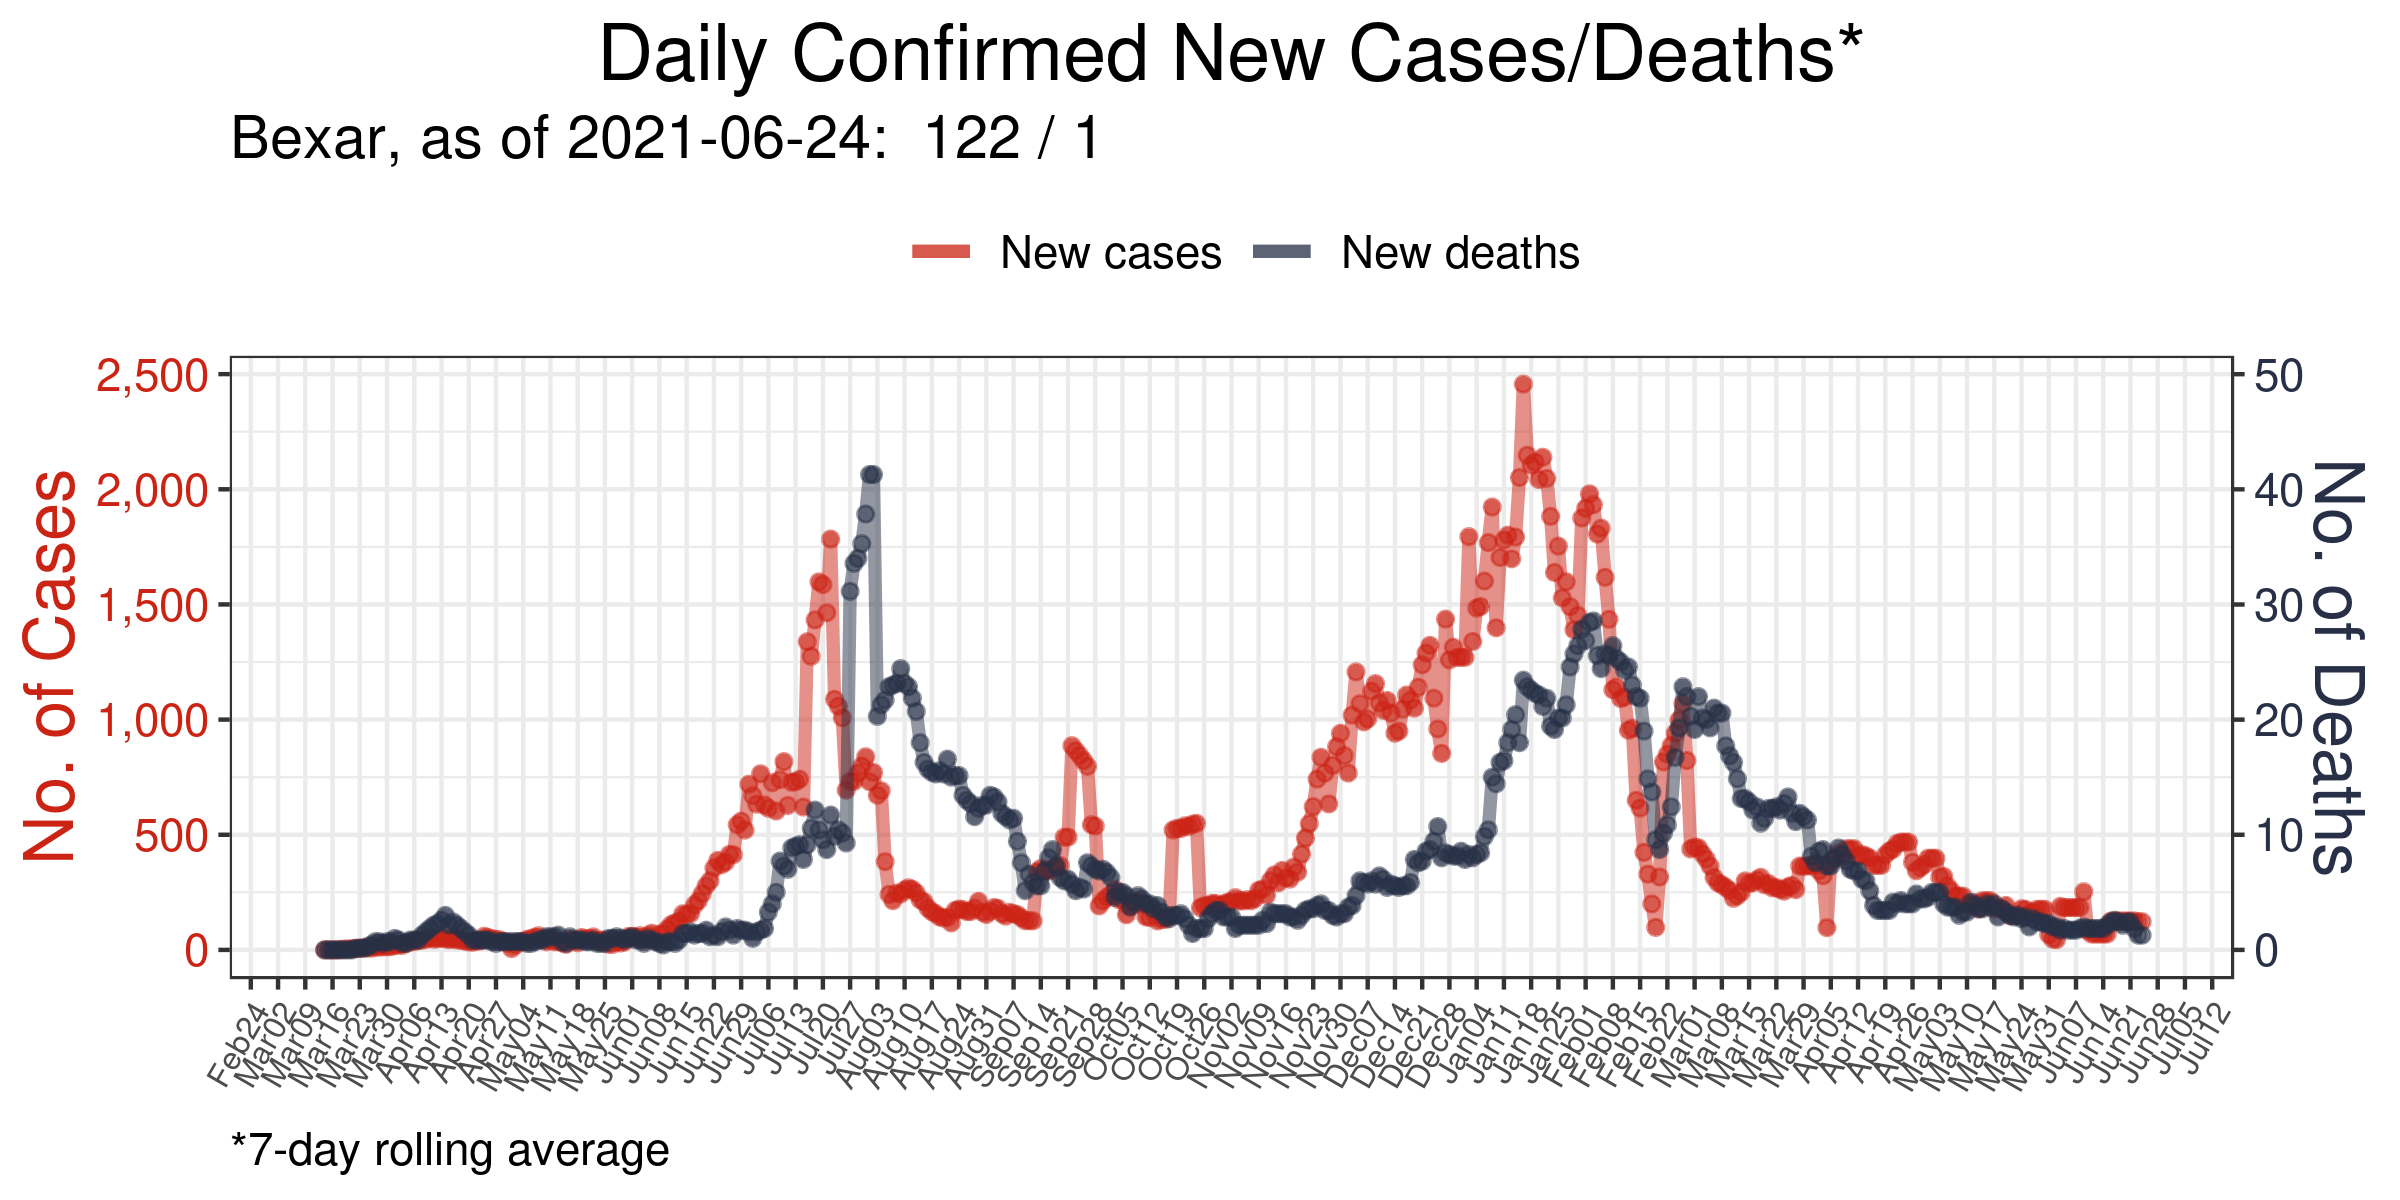 Daily Confirmed New Cases/Deaths*
Bexar, as of 2021-06-24:  122 / 1
New cases
New deaths
No. of Cases
2,500
2,000
1,500
1,000
500
0
50
40
30
20
10
0
No. of Deaths
Feb24
Mar02
Mar09
Mar16
Mar23
Mar30
Apr06
Apr13
Apr20
Apr27
May04
May11
May18
May25
Jun01
Jun08
Jun15
Jun22
Jun29
Jul06
Jul13
Jul20
Jul27
Aug03
Aug10
Aug17
Aug24
Aug31
Sep07
Sep14
Sep21
Sep28
Oct05
Oct12
Oct19
Oct26
Nov02
Nov09
Nov16
Nov23
Nov30
Dec07
Dec14
Dec21
Dec28
Jan04
Jan11
Jan18
Jan25
Feb01
Feb08
Feb15
Feb22
Mar01
Mar08
Mar15
Mar22
Mar29
Apr05
Apr12
Apr19
Apr26
May03
May10
May17
May24
May31
Jun07
Jun14
Jun21
Jun28
Jul05
Jul12
*7-day rolling average